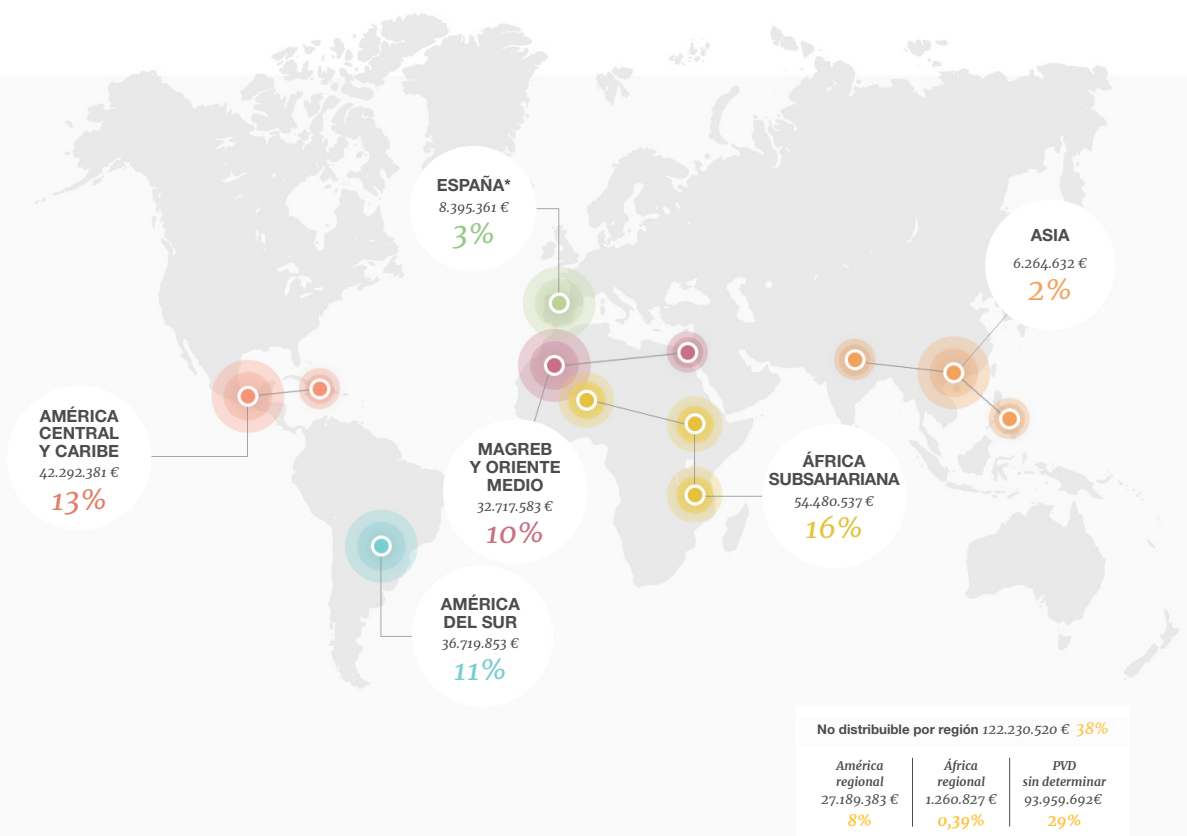 ESPAÑA*
8.395.361 €
3%
ASIA
6.264.632 €
2%
AMÉRICA
CENTRAL
Y CARIBE
42.292.381 €
13%
MAGREB
Y ORIENTE
MEDIO
32.717.583 €
10%
ÁFRICA
SUBSAHARIANA
54.480.537 €
16%
AMÉRICA
DEL SUR
36.719.853 €
11%
No distribuible por región 122.230.520 € 38%
América
regional
27.189.383 €
8%
África
regional
1.260.827 €
0,39%
PVD
sin determinar
93.959.692€
29%